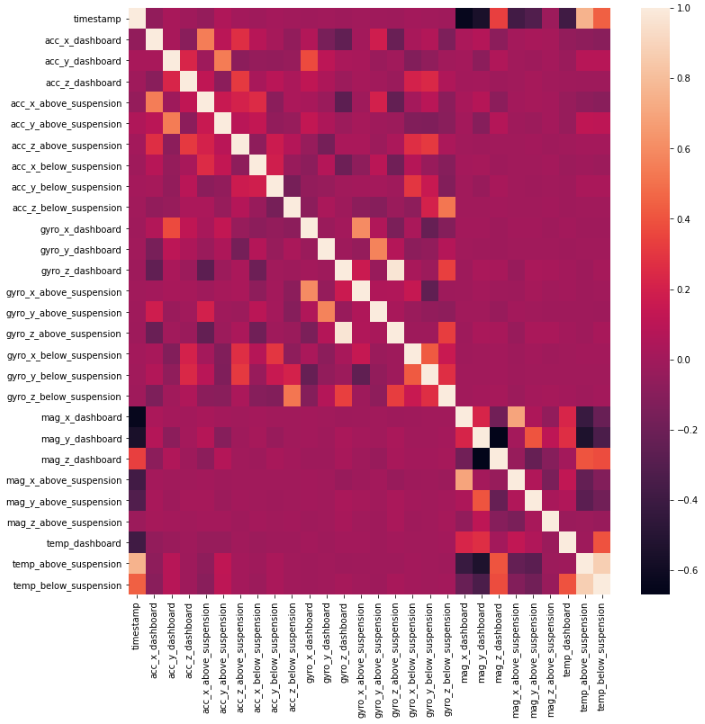 timestamp
acc_x_dashboard
acc_y_dashboard
acc_z_dashboard
acc_x_above_suspension
acc_y_above_suspension
acc_z_above_suspension
acc_x_below_suspension
acc_y_below_suspension
acc_z_below_suspension
gyro_x_dashboard
gyro_y_dashboard
gyro_z_dashboard
gyro_x_above_suspension
gyro_y_above_suspension
gyro_z_above_suspension
gyro_x_below_suspension
gyro_y_below_suspension
gyro_z_below_suspension
mag_x_dashboard
mag_y_dashboard
mag_z_dashboard
mag_x_above_suspension
mag_y_above_suspension
mag_z_above_suspension
temp_dashboard
temp_above_suspension
temp_below_suspension
timestamp
acc_x_dashboard
acc_y_dashboard
acc_z_dashboard
acc_x_above_suspension
acc_y_above_suspension
acc_z_above_suspension
acc_x_below_suspension
acc_y_below_suspension
acc_z_below_suspension
gyro_x_dashboard
gyro_y_dashboard
gyro_z_dashboard
gyro_x_above_suspension
gyro_y_above_suspension
gyro_z_above_suspension
gyro_x_below_suspension
gyro_y_below_suspension
gyro_z_below_suspension
mag_x_dashboard
mag_y_dashboard
mag_z_dashboard
mag_x_above_suspension
mag_y_above_suspension
mag_z_above_suspension
temp_dashboard
temp_above_suspension
temp_below_suspension
1.0
0.8
0.6
0.4
0.2
0.0
−0.2
−0.4
−0.6